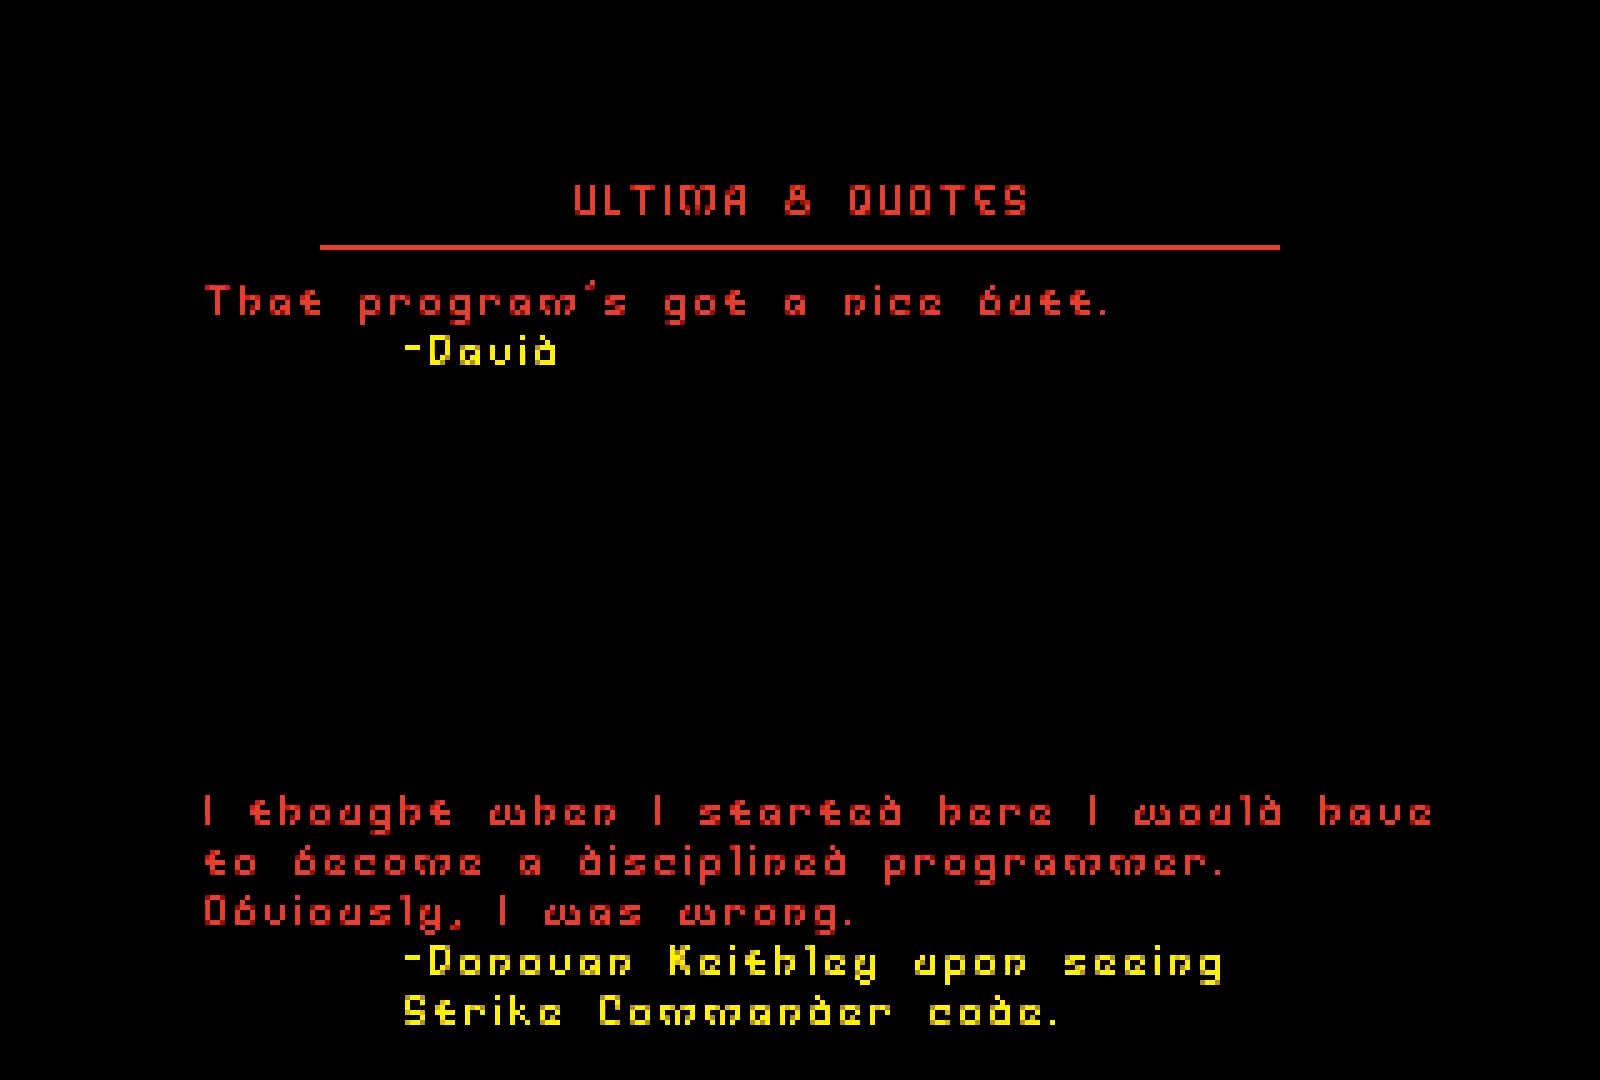 ULTIMA 8 QUOTES
That program's got a nice butt.
-David
I thought when I started here I would have
to become a disciplined programmer.
Obviously, I was wrong.
-Donovan Keithley upon seeing
Strike Commander code.